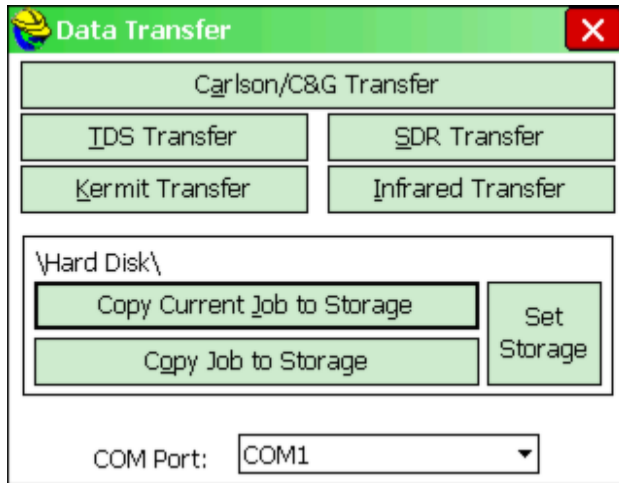 Data Transfer
Carlson/C&G Transfer
TDS Transfer
SDR Transfer
Kermit Transfer
Infrared Transfer
\Hard Disk\
Copy Current Job to Storage
Set
Storage
Copy Job to Storage
COM Port:
COM1